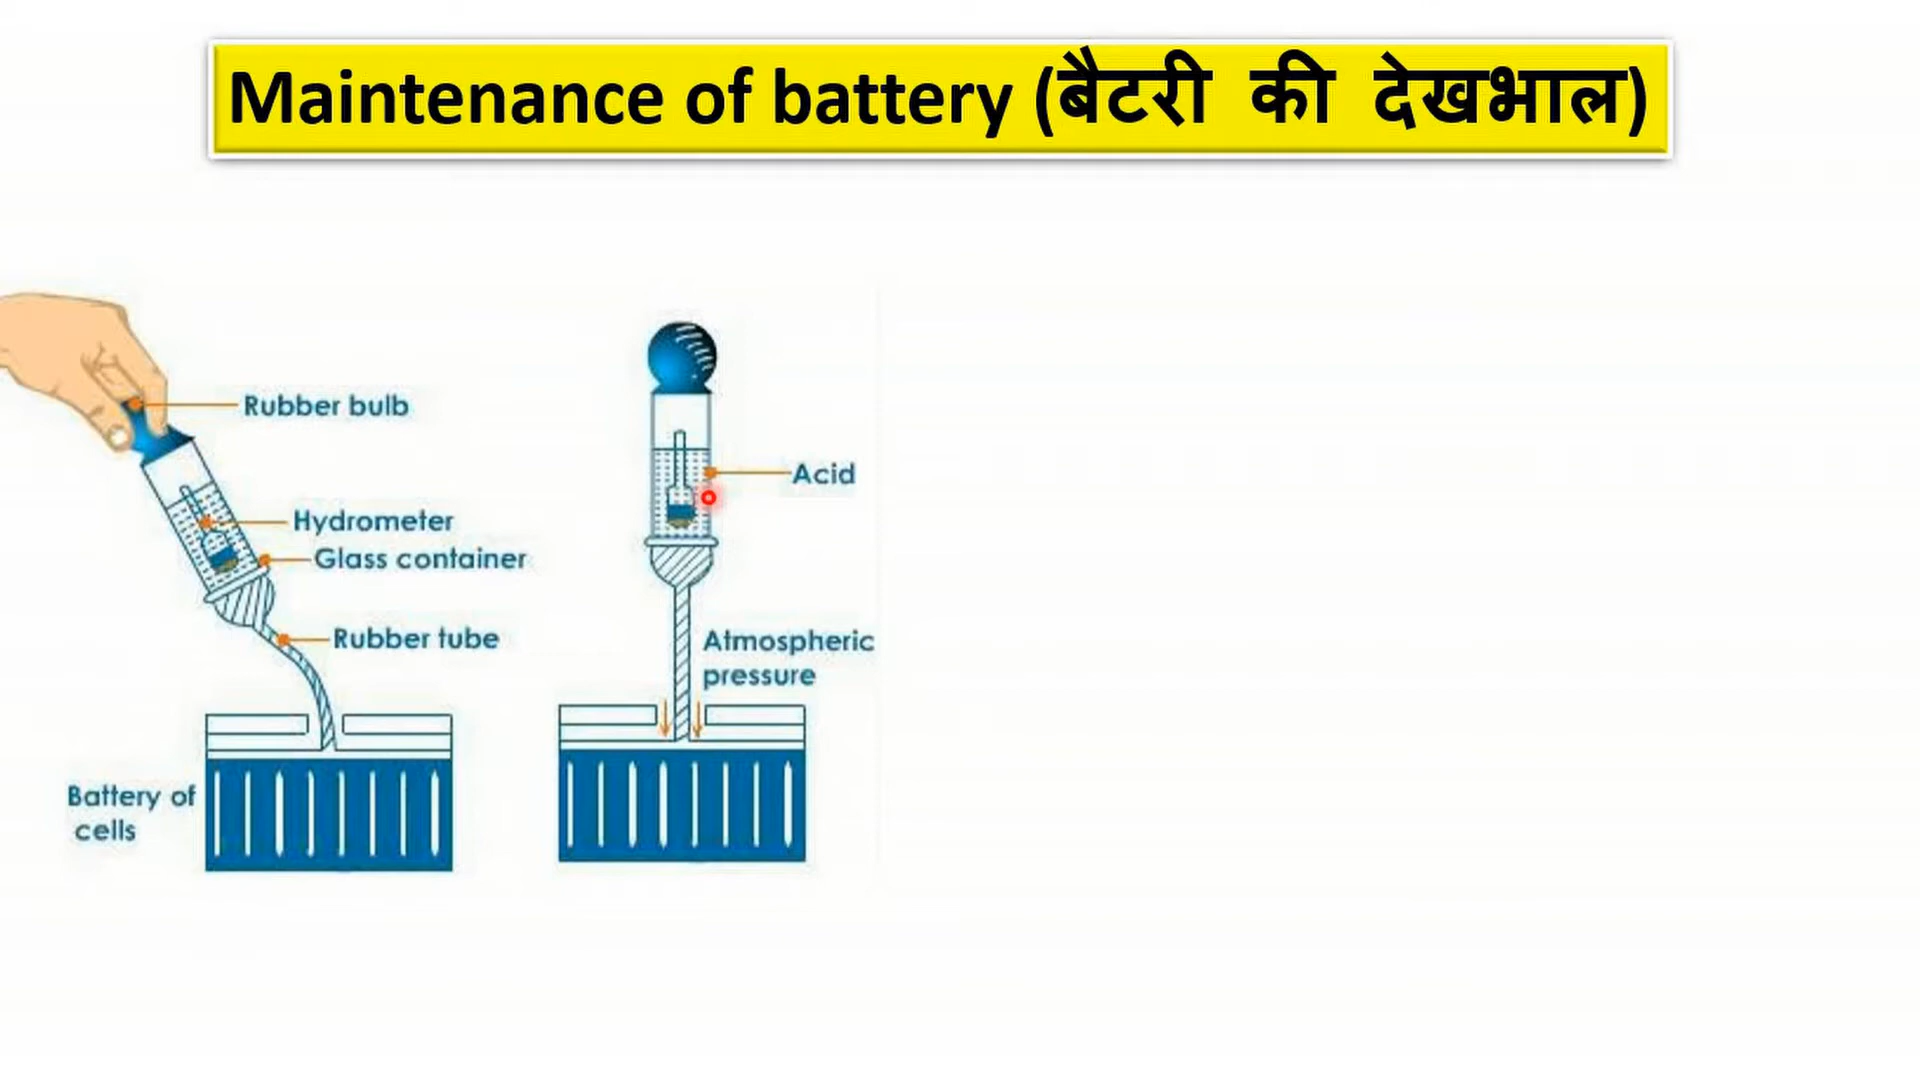 Maintenance of battery (बैटरी की देखभाल)
Rubber bulb
Hydrometer
Glass container
Rubber tube
Battery of
cells
Acid
Atmospheric
pressure